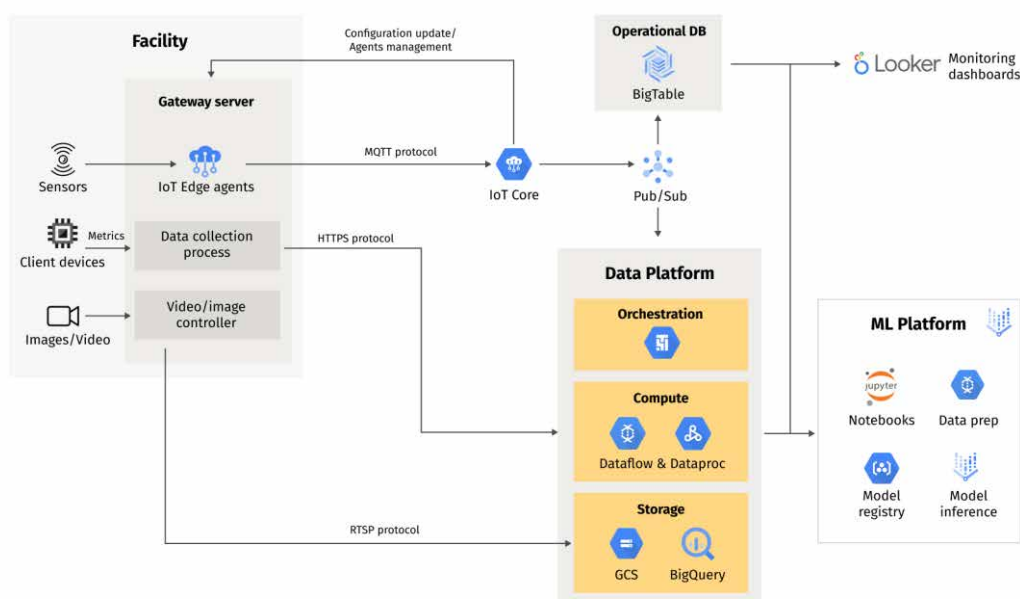 Facility
Configuration update/
Agents management
Operational DB
BigTable
Looker
Monitoring
dashboards
Gateway server
Sensors
IoT Edge agents
MQTT protocol
IoT Core
Pub/Sub
Client devices
Metrics
Data collection
process
HTTPS protocol
Images/Video
Video/image
controller
RTSP protocol
Data Platform
Orchestration
Compute
Dataflow & Dataproc
Storage
GCS
BigQuery
ML Platform
jupyter
Notebooks
Data prep
Model
registry
Model
inference